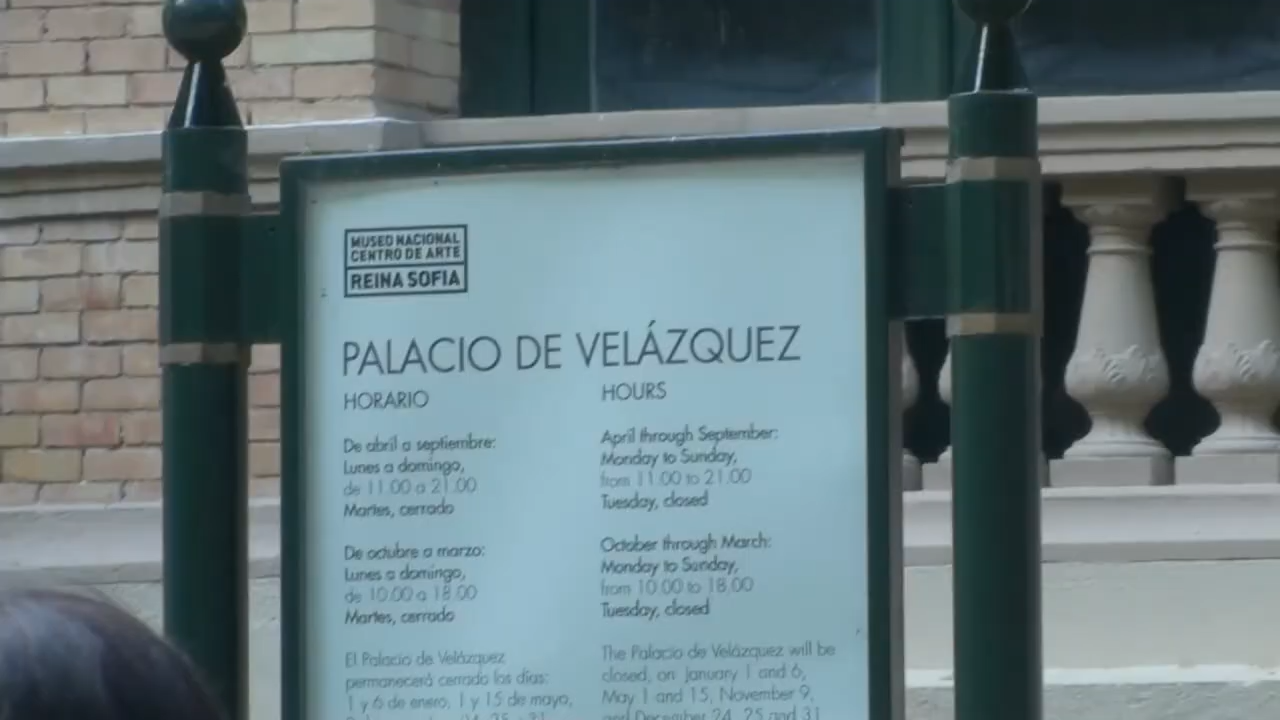 MUSEO NACIONAL
CENTRO DE ARTE
REINA SOFIA
PALACIO DE VELÁZQUEZ
HORARIO
De abril a septiembre:
Lunes a domingo,
de 11.00 a 21.00
Martes, cerrado
De octubre a marzo:
Lunes a domingo,
de 10.00 a 18.00
Martes, cerrado
El Palacio de Velázquez
permanecerá cerrado los días:
1 y 6 de enero, 1 y 15 de mayo,
HOURS
April through September:
Monday to Sunday,
from 11.00 to 21.00
Tuesday, closed
October through March:
Monday to Sunday,
from 10.00 to 18.00
Tuesday, closed
The Palacio de Velázquez will be
closed, on January 1 and 6,
May 1 and 15, November 9,
and December 24, 25 and 31